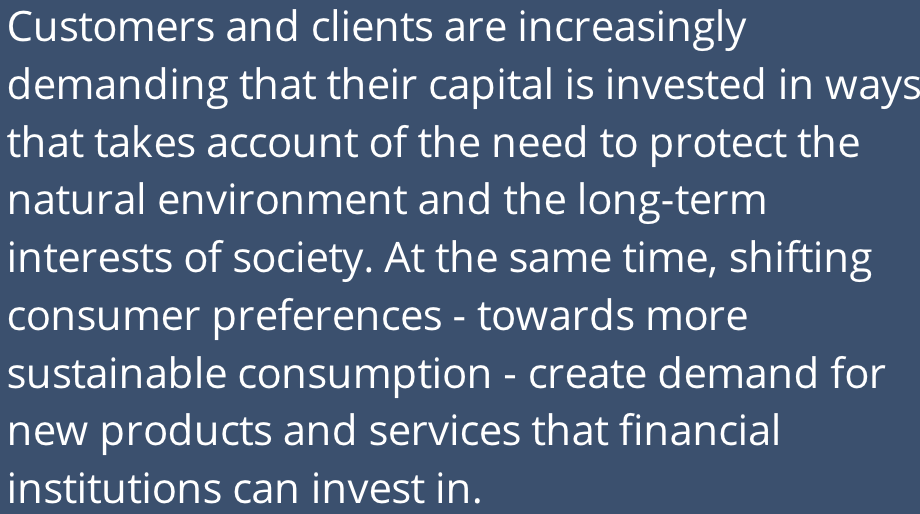 Customers and clients are increasingly
demanding that their capital is invested in ways
that takes account of the need to protect the
natural environment and the long-term
interests of society. At the same time, shifting
consumer preferences - towards more
sustainable consumption - create demand for
new products and services that financial
institutions can invest in.